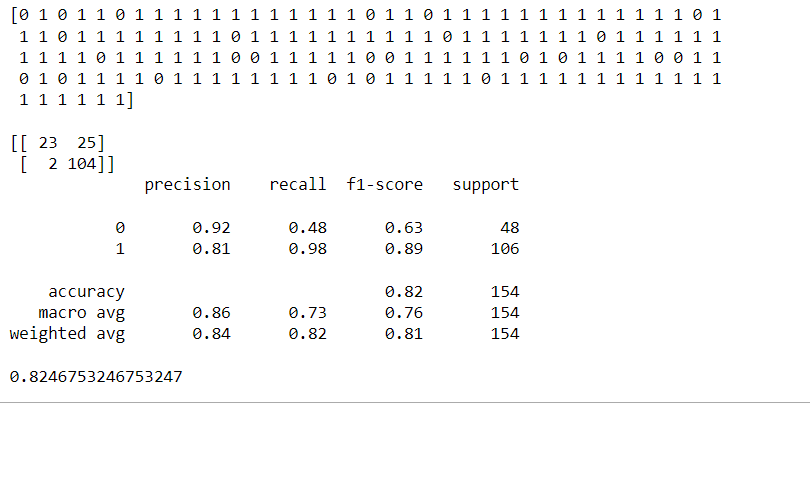 [0 1 0 1 1 0 1 1 1 1 1 1 1 1 1 1 1 1 0 1 1 0 1 1 1 1 1 1 1 1 1 1 1 1 1 0 1
1 1 0 1 1 1 1 1 1 1 1 0 1 1 1 1 1 1 1 1 1 1 0 1 1 1 1 1 1 1 0 1 1 1 1 1 1
1 1 1 1 0 1 1 1 1 1 1 0 0 1 1 1 1 1 0 0 1 1 1 1 1 1 0 1 0 1 1 1 1 0 0 1 1
0 1 0 1 1 1 1 0 1 1 1 1 1 1 1 1 0 1 0 1 1 1 1 1 0 1 1 1 1 1 1 1 1 1 1 1 1
1 1 1 1 1 1]
[[ 23 25]
[ 2 104]]
precision recall f1-score support
0 0.92 0.48 0.63 48
1 0.81 0.98 0.89 106
accuracy 0.82 154
macro avg 0.86 0.73 0.76 154
weighted avg 0.84 0.82 0.81 154
0.8246753246753247